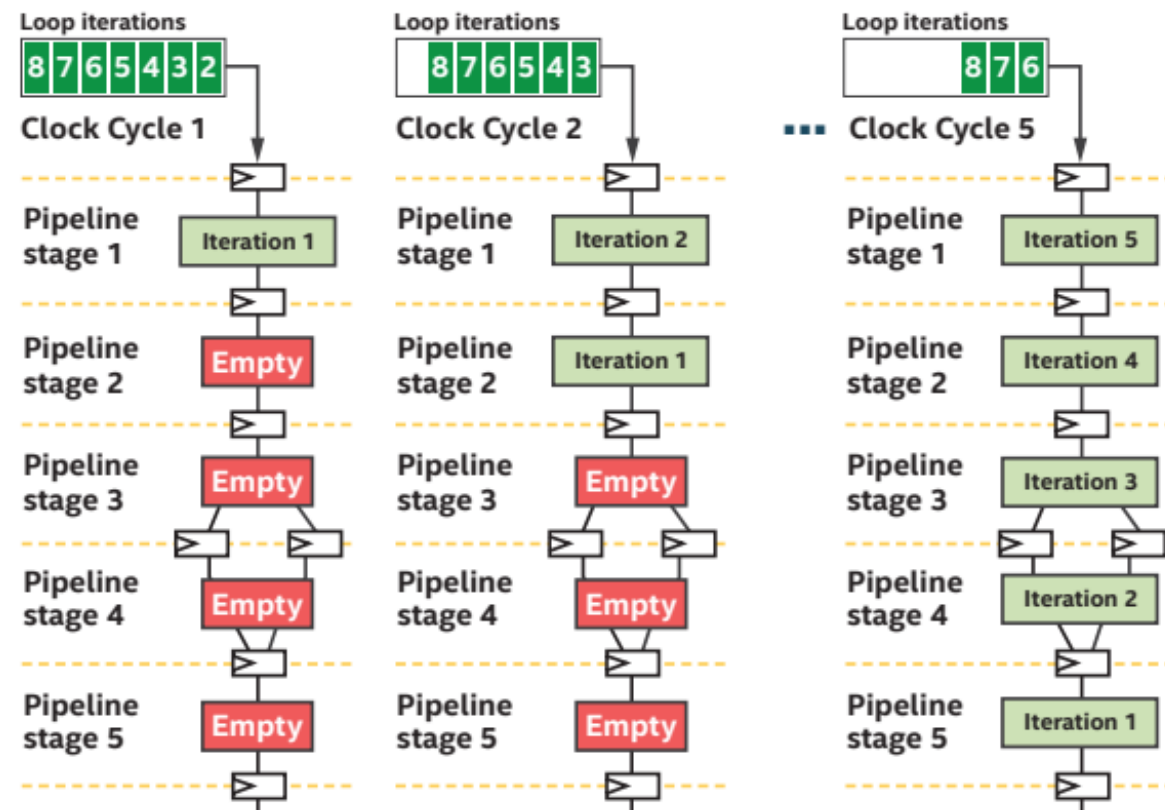 Loop iterations
8 7 6 5 4 3 2
Clock Cycle 1
Pipeline
stage 1
Iteration 1
Pipeline
stage 2
Empty
Pipeline
stage 3
Empty
Pipeline
stage 4
Empty
Pipeline
stage 5
Empty
Loop iterations
8 7 6 5 4 3
Clock Cycle 2
Pipeline
stage 1
Iteration 2
Pipeline
stage 2
Iteration 1
Pipeline
stage 3
Empty
Pipeline
stage 4
Empty
Pipeline
stage 5
Empty
Loop iterations
8 7 6
... Clock Cycle 5
Pipeline
stage 1
Iteration 5
Pipeline
stage 2
Iteration 4
Pipeline
stage 3
Iteration 3
Pipeline
stage 4
Iteration 2
Pipeline
stage 5
Iteration 1